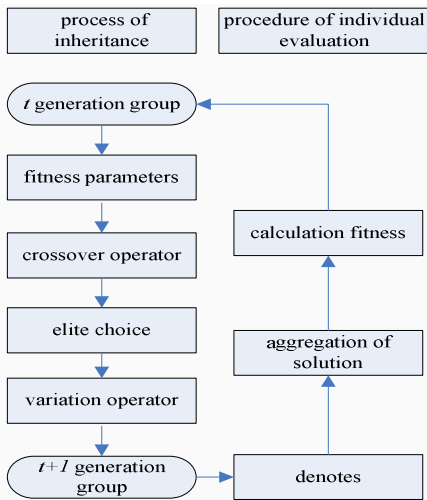 process of
inheritance
procedure of individual
evaluation
t generation group
fitness parameters
crossover operator
elite choice
variation operator
t+1 generation
group
calculation fitness
aggregation of
solution
denotes